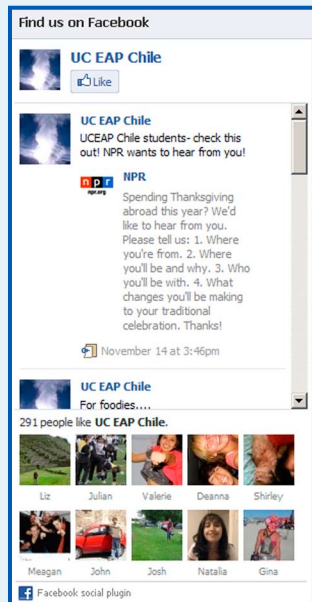 Find us on Facebook
UC EAP Chile
Like
UC EAP Chile
UCEAP Chile students- check this
out! NPR wants to hear from you!
npr
npr.org
NPR
Spending Thanksgiving
abroad this year? We'd
like to hear from you.
Please tell us: 1. Where
you're from. 2. Where
you'll be and why. 3. Who
you'll be with. 4. What
changes you'll be making
to your traditional
celebration. Thanks!
November 14 at 3:46pm
UC EAP Chile
For foodies....
291 people like UC EAP Chile.
Liz Julian Valerie Deanna Shirley
Meagan John Josh Natalia Gina
Facebook social plugin